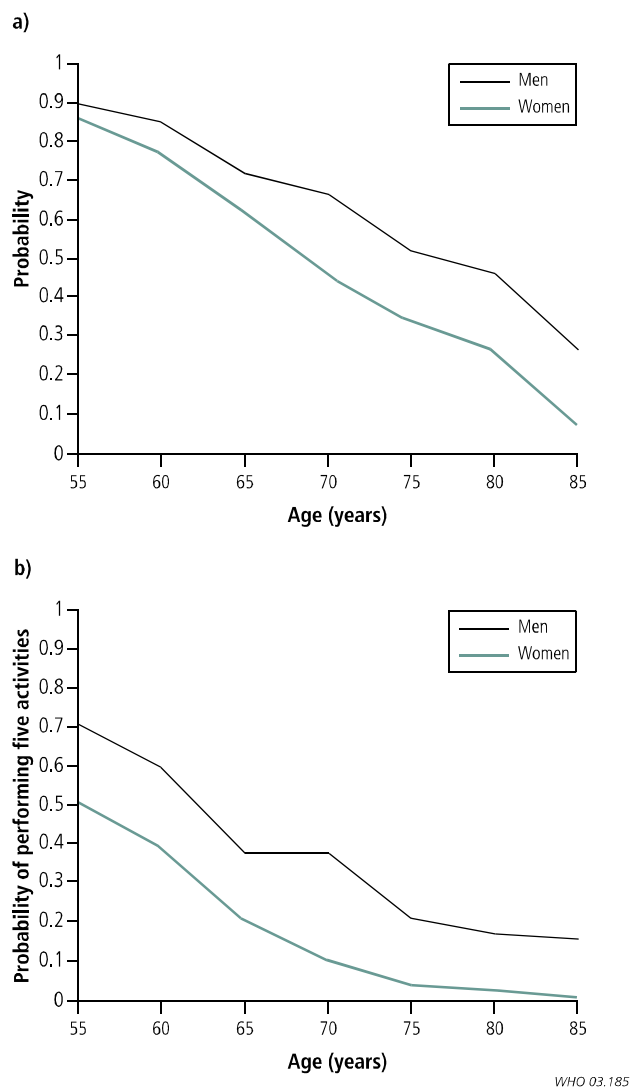 a)
1
Men
0.9
Women
0.8
0.7
0.6
Probability
0.5
0.4
0.3
0.2
0.1
0
55 60 65 70 75 80 85
Age (years)
b)
1
Men
0.9
Women
0.8
0.7
0.6
Probability of performing five activities
0.5
0.4
0.3
0.2
0.1
0
55 60 65 70 75 80 85
Age (years)
WHO 03.185